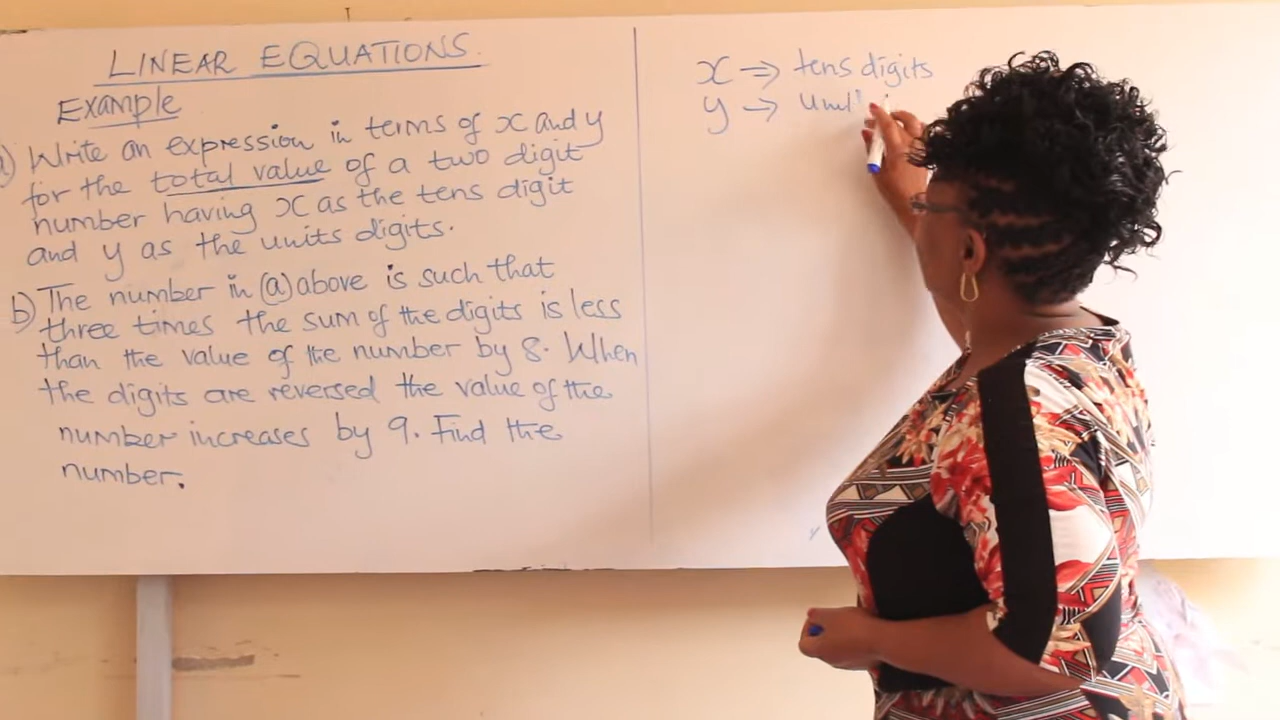 LINEAR EQUATIONS.
Example
a) Write an expression in terms of x and y
for the total value of a two digit
number having x as the tens digit
and y as the units digits.
b) The number in (a) above is such that
three times the sum of the digits is less
than the value of the number by 8. When
the digits are reversed the value of the
number increases by 9. Find the
number.
x ⇒ tens digits
y → uni